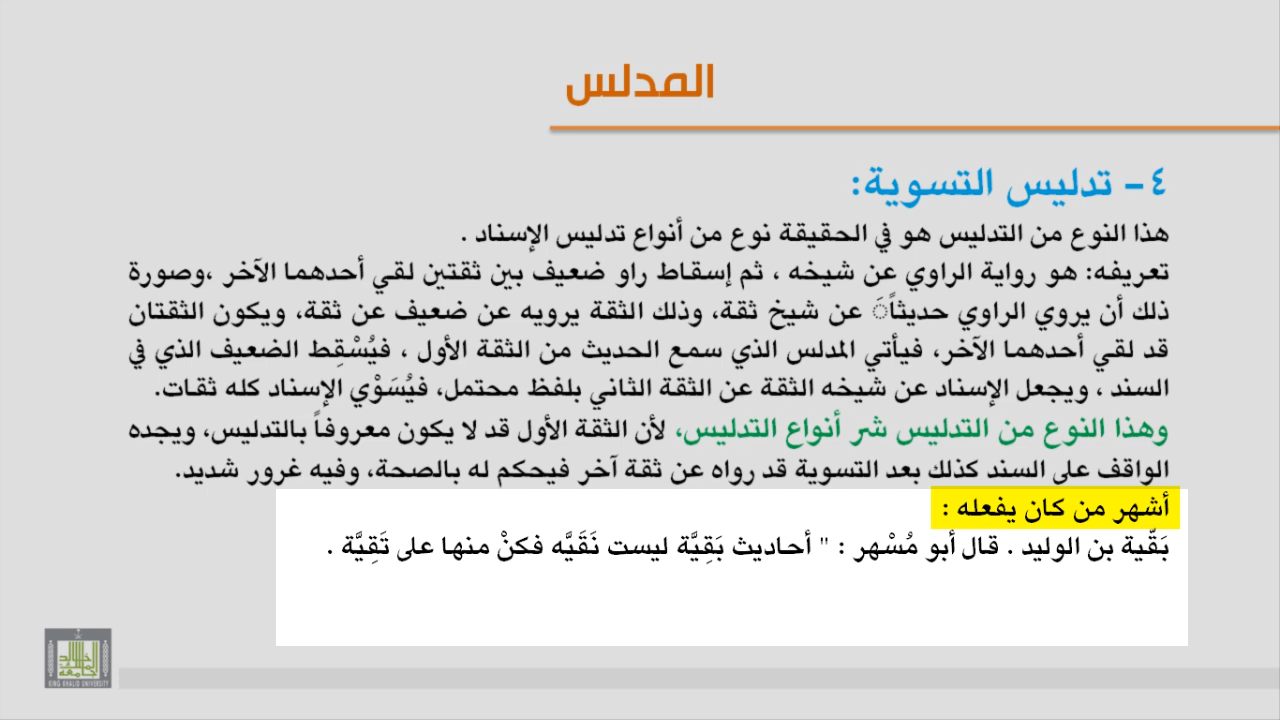 المدلس
٤- تدليس التسوية:
هذا النوع من التدليس هو في الحقيقة نوع من أنواع تدليس الإسناد .
تعريفه: هو رواية الراوي عن شيخه ، ثم إسقاط راو ضعيف بين ثقتين لقي أحدهما الآخر ،وصورة
ذلك أن يروي الراوي حديثاًَ عن شيخ ثقة، وذلك الثقة يرويه عن ضعيف عن ثقة، ويكون الثقتان
قد لقي أحدهما الآخر، فيأتي المدلس الذي سمع الحديث من الثقة الأول ، فيُسْقِط الضعيف الذي في
السند ، ويجعل الإسناد عن شيخه الثقة عن الثقة الثاني بلفظ محتمل، فيُسَوْي الإسناد كله ثقات.
وهذا النوع من التدليس شر أنواع التدليس، لأن الثقة الأول قد لا يكون معروفاً بالتدليس، ويجده
الواقف على السند كذلك بعد التسوية قد رواه عن ثقة آخر فيحكم له بالصحة، وفيه غرور شديد.
أشهر من كان يفعله :
بَقّية بن الوليد . قال أبو مُسْهر : " أحاديث بَقِيَّة ليست نَقَيَّه فكنْ منها على تَقِيَّة .
جامعة الملك خالد
KING KHALID UNIVERSITY